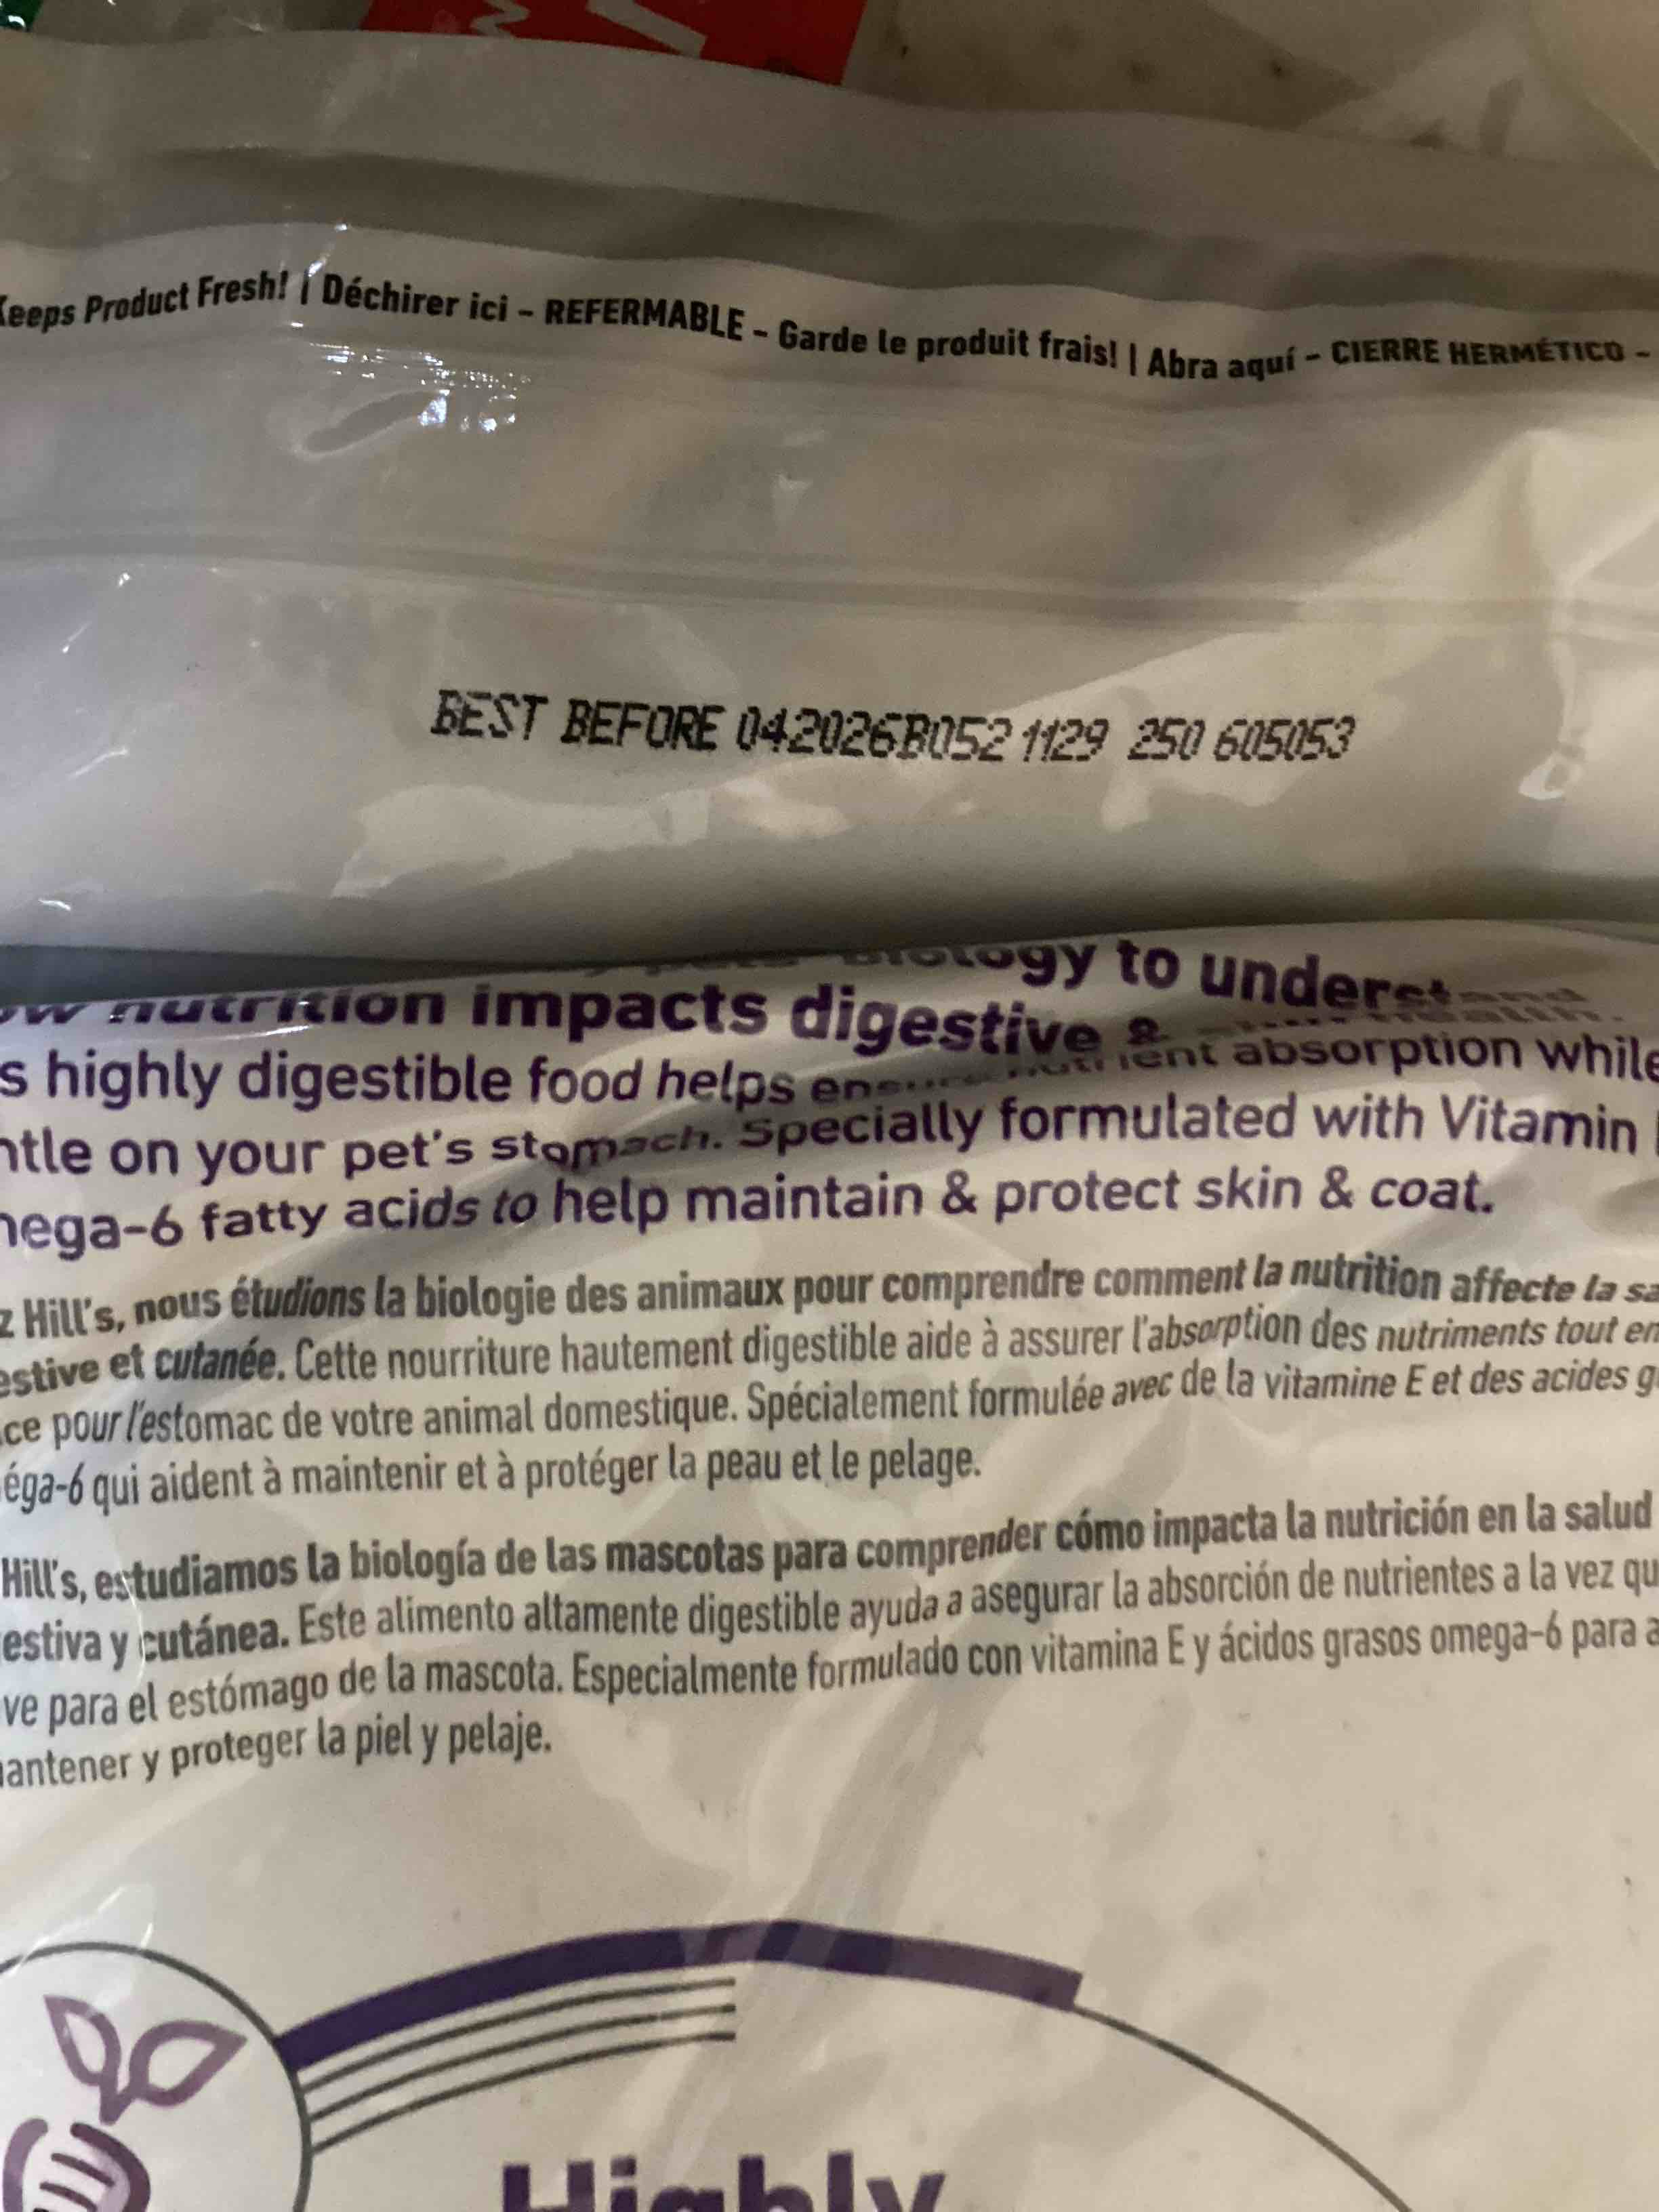 Keeps Product Fresh! | Déchirer ici - REFERMABLE - Garde le produit frais! | Abra aquí - CIERRE HERMÉTICO -
BEST BEFORE 042026B052 1129 250 605053
to understand
nutrition impacts digestive &
s highly digestible food helps ensure nutrient absorption while
ntle on your pet's stomach. Specially formulated with Vitamin
mega-6 fatty acids to help maintain & protect skin & coat.
z Hill's, nous étudions la biologie des animaux pour comprendre comment la nutrition affecte la sa
estive et cutanée. Cette nourriture hautement digestible aide à assurer l'absorption des nutriments tout en
ce pour l'estomac de votre animal domestique. Spécialement formulée avec de la vitamine E et des acides g
éga-6 qui aident à maintenir et à protéger la peau et le pelage.
Hill's, estudiamos la biología de las mascotas para comprender cómo impacta la nutrición en la salud
estiva y cutánea. Este alimento altamente digestible ayuda a asegurar la absorción de nutrientes a la vez qu
ve para el estómago de la mascota. Especialmente formulado con vitamina E y ácidos grasos omega-6 para a
mantener y proteger la piel y pelaje.
Highly